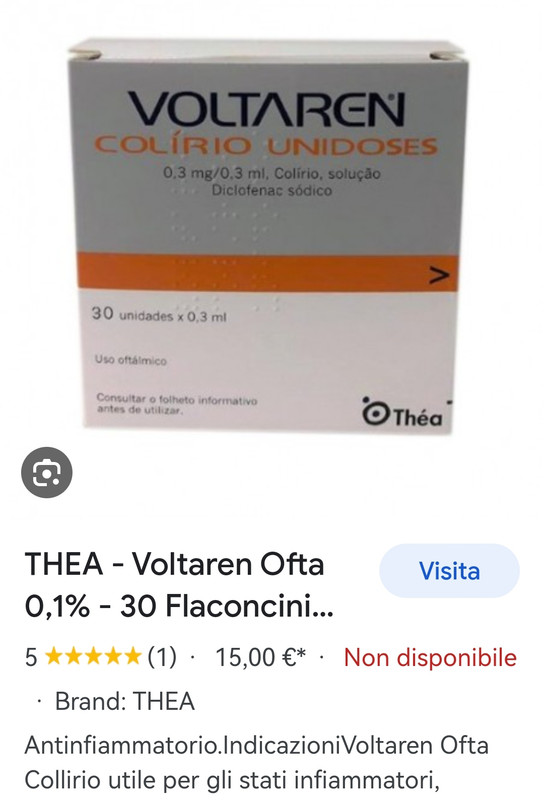 VOLTAREN
COLÍRIO UNIDOSES
0,3 mg/0,3 ml, Colírio, solução
Diclofenac sódico
>
30 unidades x 0,3 ml
Uso oftálmico
Consultar o folheto informativo
antes de utilizar.
Théa
THEA - Voltaren Ofta
0,1% - 30 Flaconcini...
Visita
5 ★★★★★ (1) · 15,00 €* · Non disponibile
· Brand: THEA
Antinfiammatorio.IndicazioniVoltaren Ofta
Collirio utile per gli stati infiammatori,